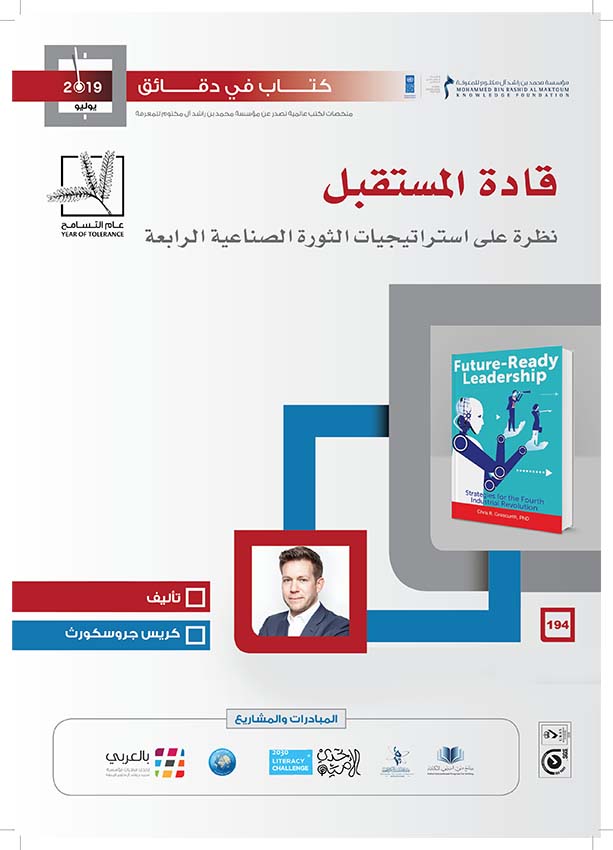 مؤسسة محمد بن راشد آل مكتوم للمعرفة
MOHAMMED BIN RASHID AL MAKTOUM
KNOWLEDGE FOUNDATION
كتـــاب في دقـــائق
2019
يوليو
ملخصات لكتب عالمية تصدر عن مؤسسة محمد بن راشد آل مكتوم للمعرفة
عام التسامح
YEAR OF TOLERANCE
قادة المستقبل
نظرة على استراتيجيات الثورة الصناعية الرابعة
Future-Ready
Leadership
Strategies for the Fourth
Industrial Revolution
Chris R. Groscurth, PhD
تأليف
كريس جروسكورث
194
المبادرات والمشاريع
بالعربي
2030
LITERACY
CHALLENGE
SGS